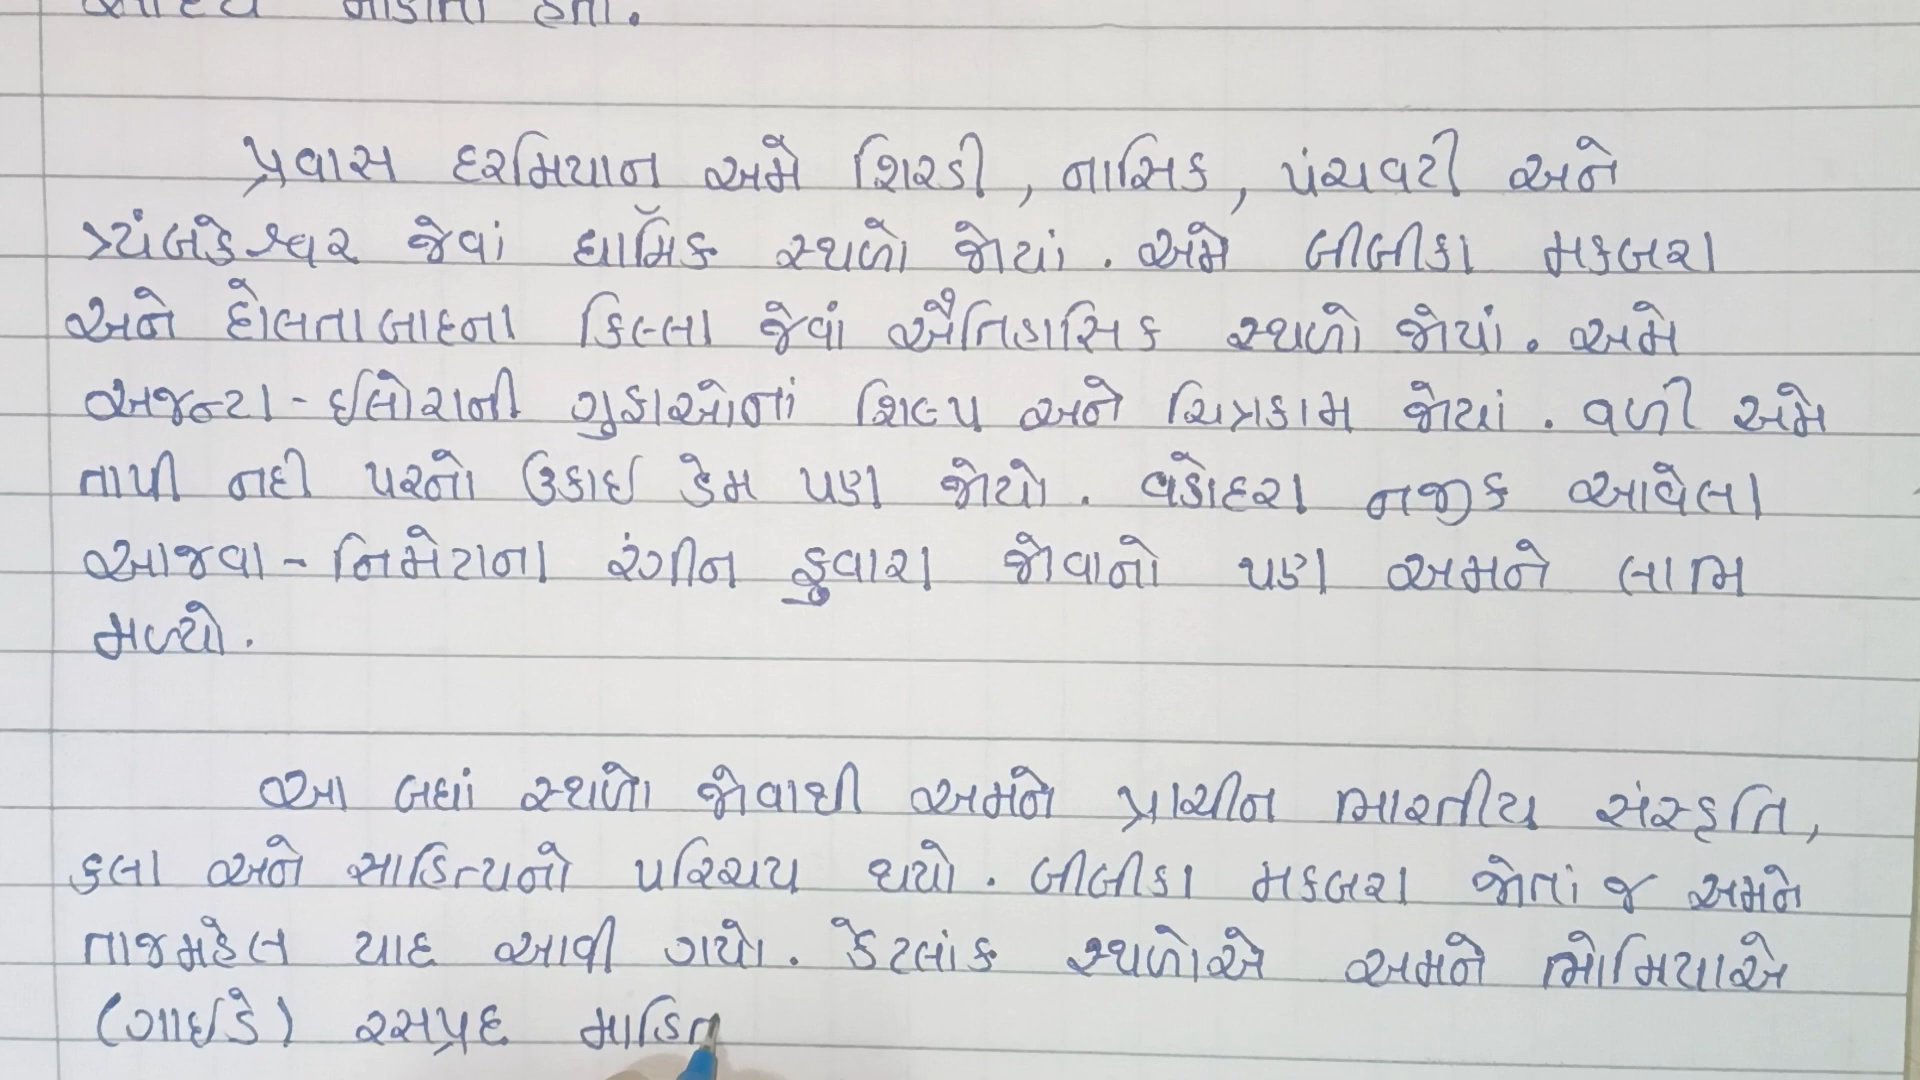 પ્રવાસ દરમિયાન અમે શિરડી, નાસિક, પંચવટી અને
ત્ર્યંબકેશ્વર જેવાં ધાર્મિક સ્થળો જોયાં. અમે બીબીકા મકબરા
અને દોલતાબાદના કિલ્લા જેવાં ઐતિહાસિક સ્થળો જોયાં. અમે
અજન્ટા - ઈલોરાની ગુફાઓનાં શિલ્પ અને ચિત્રકામ જોયાં. વળી અમે
તાપી નદી પરનો ઉકાઈ ડેમ પણ જોયો. વડોદરા નજીક આવેલા
આજવા - નિમેટાના રંગીન ફુવારા જોવાનો પણ અમને લાભ
મળ્યો.
આ બધાં સ્થળો જોવાથી અમને પ્રાચીન ભારતીય સંસ્કૃતિ,
કલા અને સાહિત્યનો પરિચય થયો. બીબીકા મકબરા જોતાં જ અમને
તાજમહેલ યાદ આવી ગયો. કેટલાંક સ્થળોએ અમને ભોમિયાએ
(ગાઈડે) રસપ્રદ માહિત